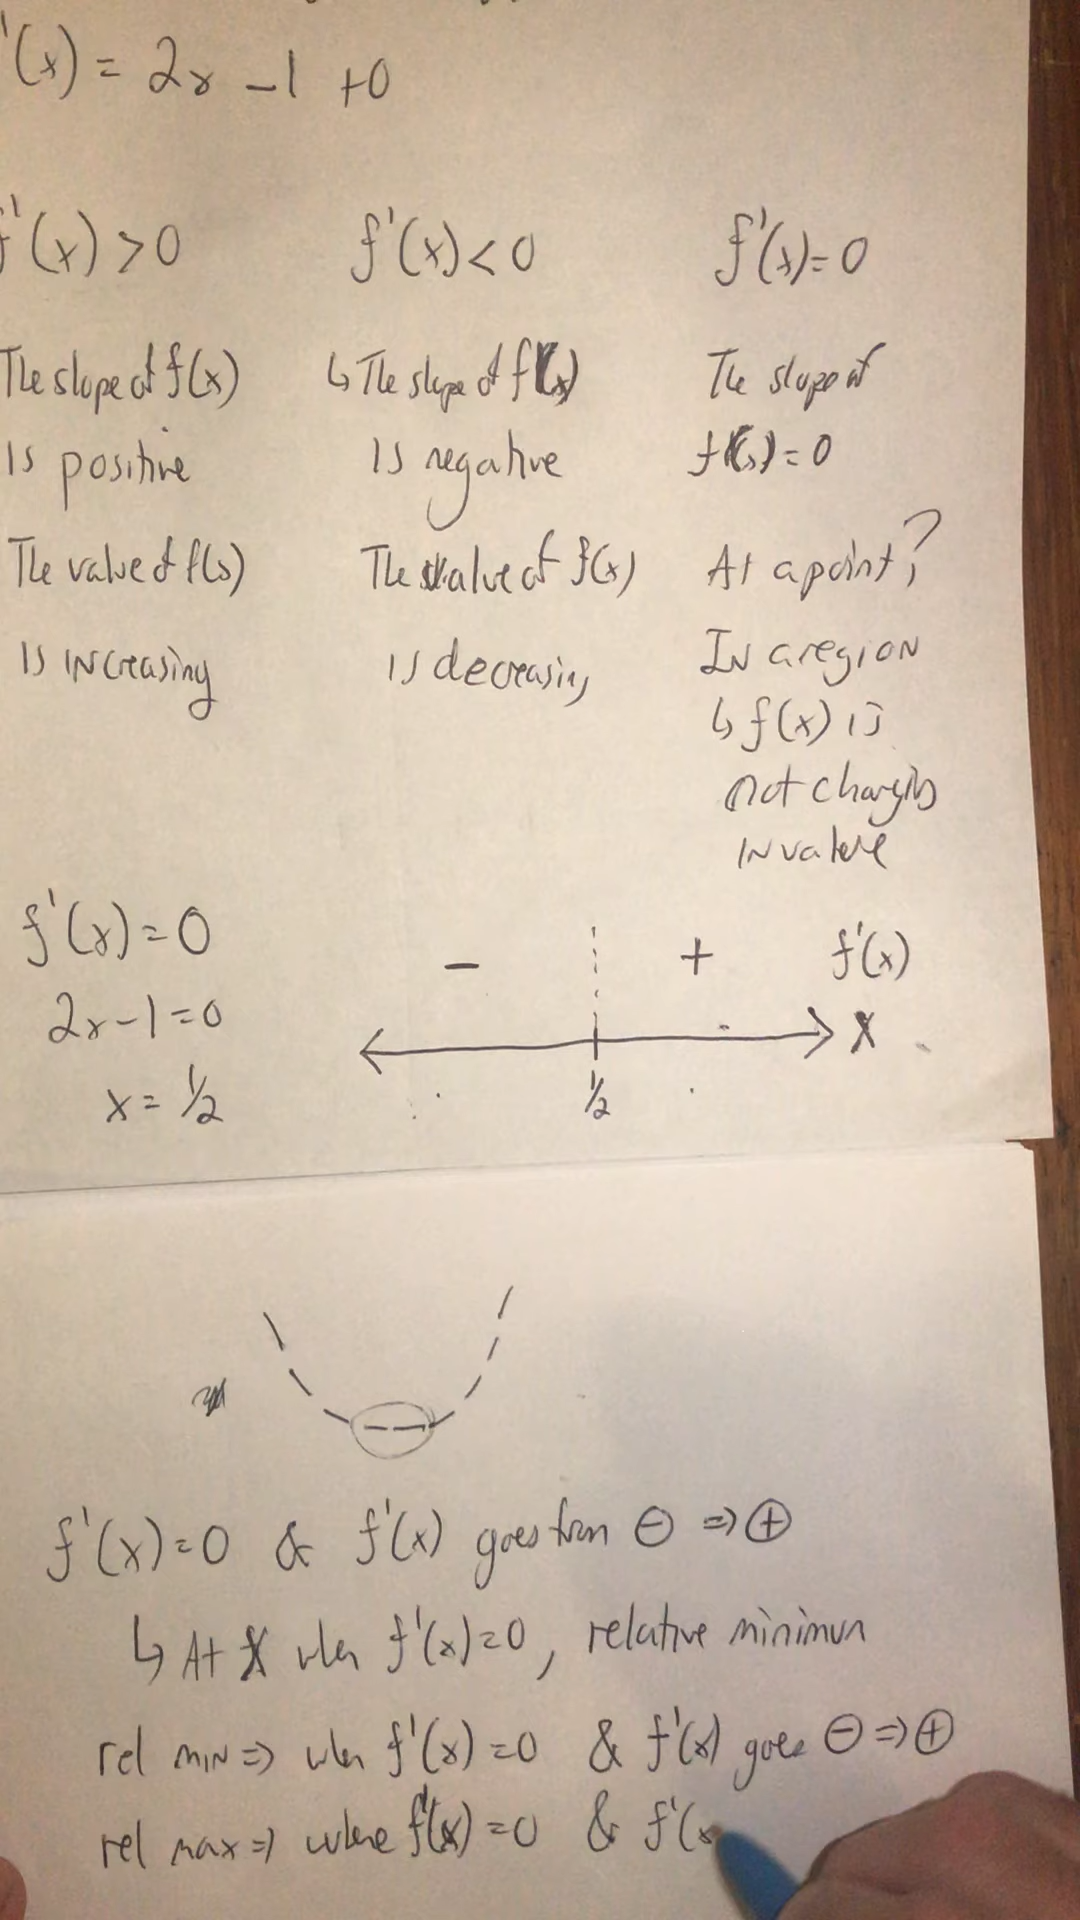 '(x) = 2x - 1 + 0
f'(x) > 0
The slope of f(x)
is positive
The value of f(x)
is increasing
f'(x) < 0
↳ The slope of f(x)
is negative
The value of f(x)
is decreasing
f'(x) = 0
The slope of
f(x) = 0
At a point?
In a region
↳ f(x) is
not changing
in value
f'(x) = 0
2x - 1 = 0
x = 1/2
- + f'(x)
x
1/2
f'(x) = 0 & f'(x) goes from ⊖ ⇒ ⊕
↳ At x when f'(x) = 0, relative minimum
rel min ⇒ when f'(x) = 0 & f'(x) goes ⊖ ⇒ ⊕
rel max ⇒ where f'(x) = 0 & f'(x